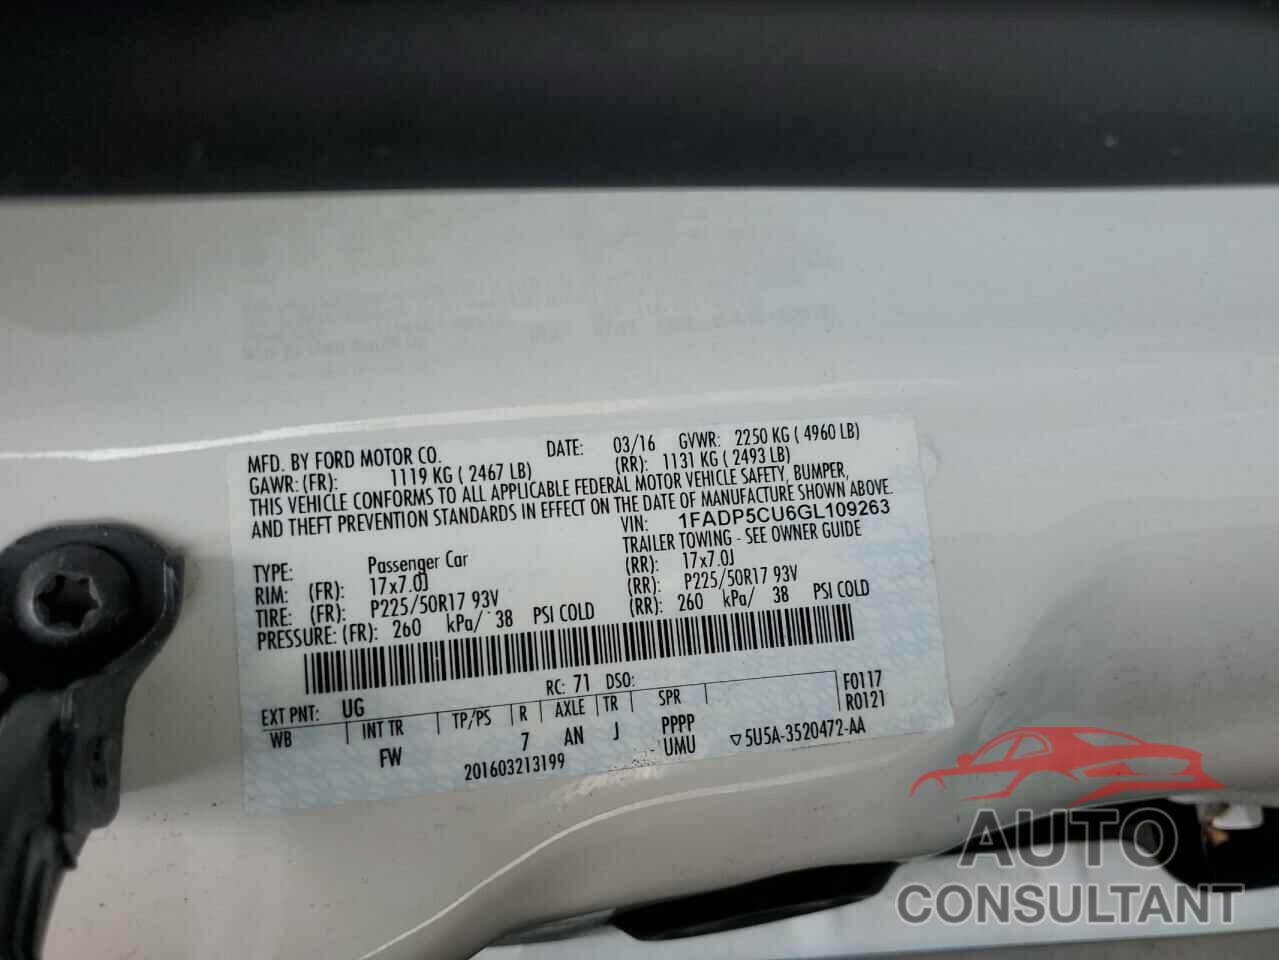 MFD. BY FORD MOTOR CO. DATE: 03/16 GVWR: 2250 KG ( 4960 LB)
GAWR: (FR): 1119 KG ( 2467 LB) (RR): 1131 KG ( 2493 LB)
THIS VEHICLE CONFORMS TO ALL APPLICABLE FEDERAL MOTOR VEHICLE SAFETY, BUMPER,
AND THEFT PREVENTION STANDARDS IN EFFECT ON THE DATE OF MANUFACTURE SHOWN ABOVE.
VIN: 1FADP5CU6GL109263
TYPE: Passenger Car TRAILER TOWING - SEE OWNER GUIDE
RIM: (FR): 17x7.0J (RR): 17x7.0J
TIRE: (FR): P225/50R17 93V (RR): P225/50R17 93V
PRESSURE: (FR): 260 kPa/ 38 PSI COLD (RR): 260 kPa/ 38 PSI COLD
EXT PNT: UG RC: 71 DSO: F0117
WB INT TR TP/PS R AXLE TR SPR R0121
FW 7 AN J PPPP
201603213199 UMU ▽5U5A-3520472-AA
AUTO
CONSULTANT